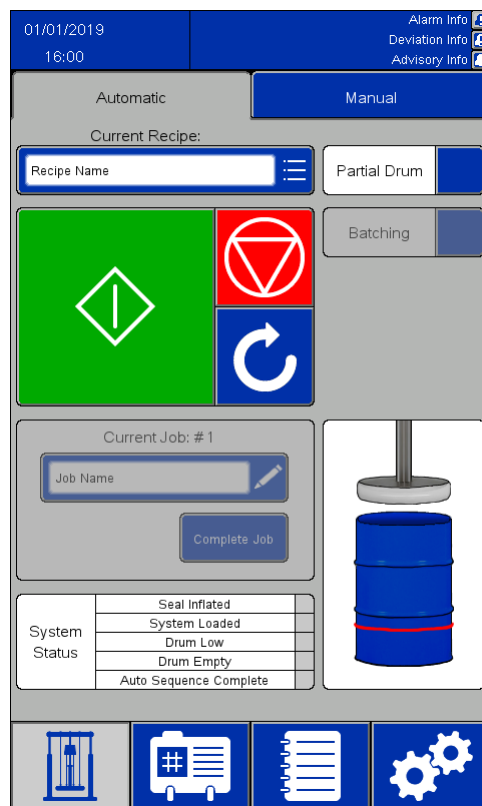 01/01/2019
16:00
Alarm Info
Deviation Info
Advisory Info
Automatic
Manual
Current Recipe:
Recipe Name
Partial Drum
Batching
Current Job: # 1
Job Name
Complete Job
System Status
Seal Inflated
System Loaded
Drum Low
Drum Empty
Auto Sequence Complete
#